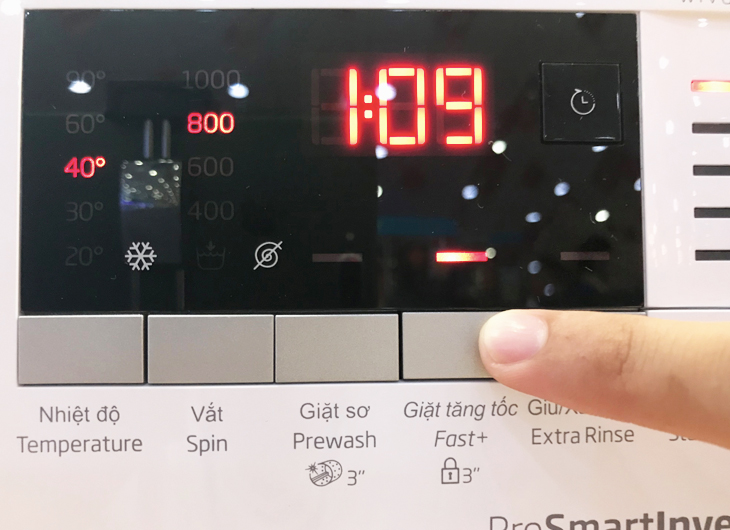 90° 1000 1:09
60° 800
40° 600
30° 400
20°
Nhiệt độ Vắt Giặt sơ Giặt tăng tốc
Temperature Spin Prewash Fast+ Extra Rinse
3" 3"
ProSmartInve